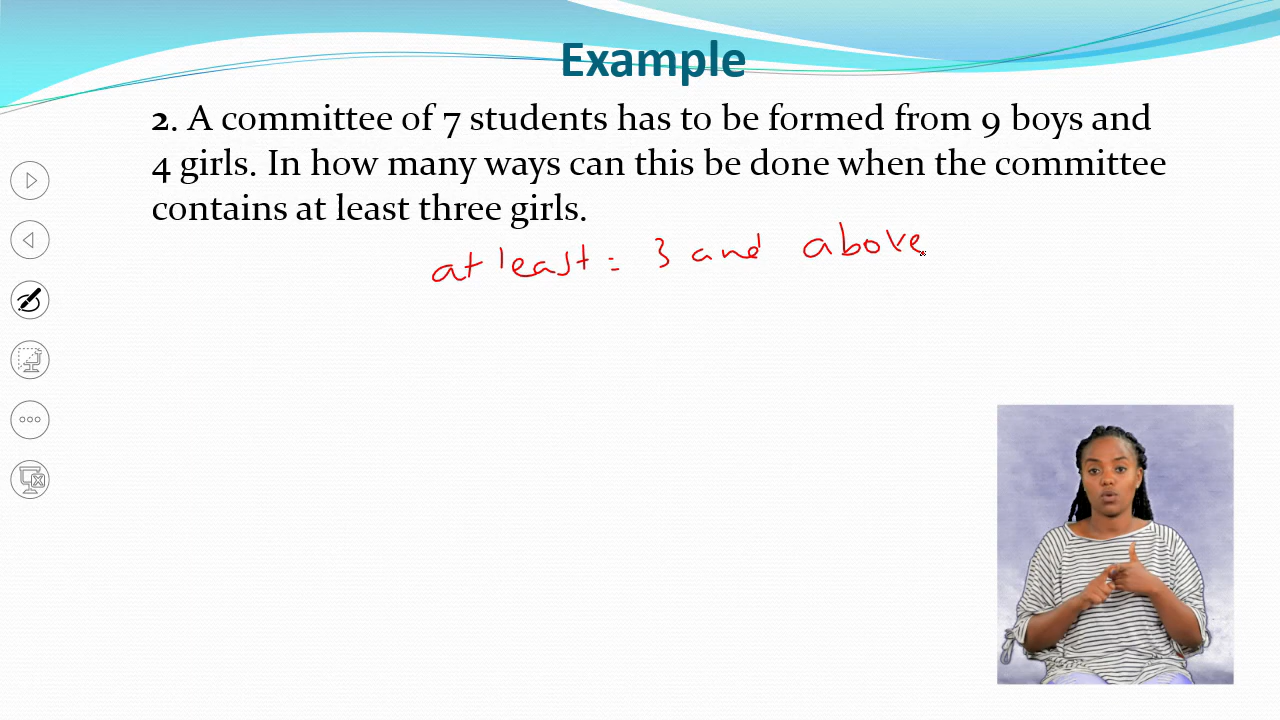 Example
2. A committee of 7 students has to be formed from 9 boys and
4 girls. In how many ways can this be done when the committee
contains at least three girls.
at least = 3 and above